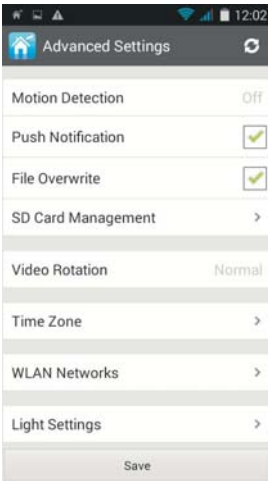 12:02
Advanced Settings
Motion Detection Off
Push Notification
File Overwrite
SD Card Management
Video Rotation Normal
Time Zone
WLAN Networks
Light Settings
Save